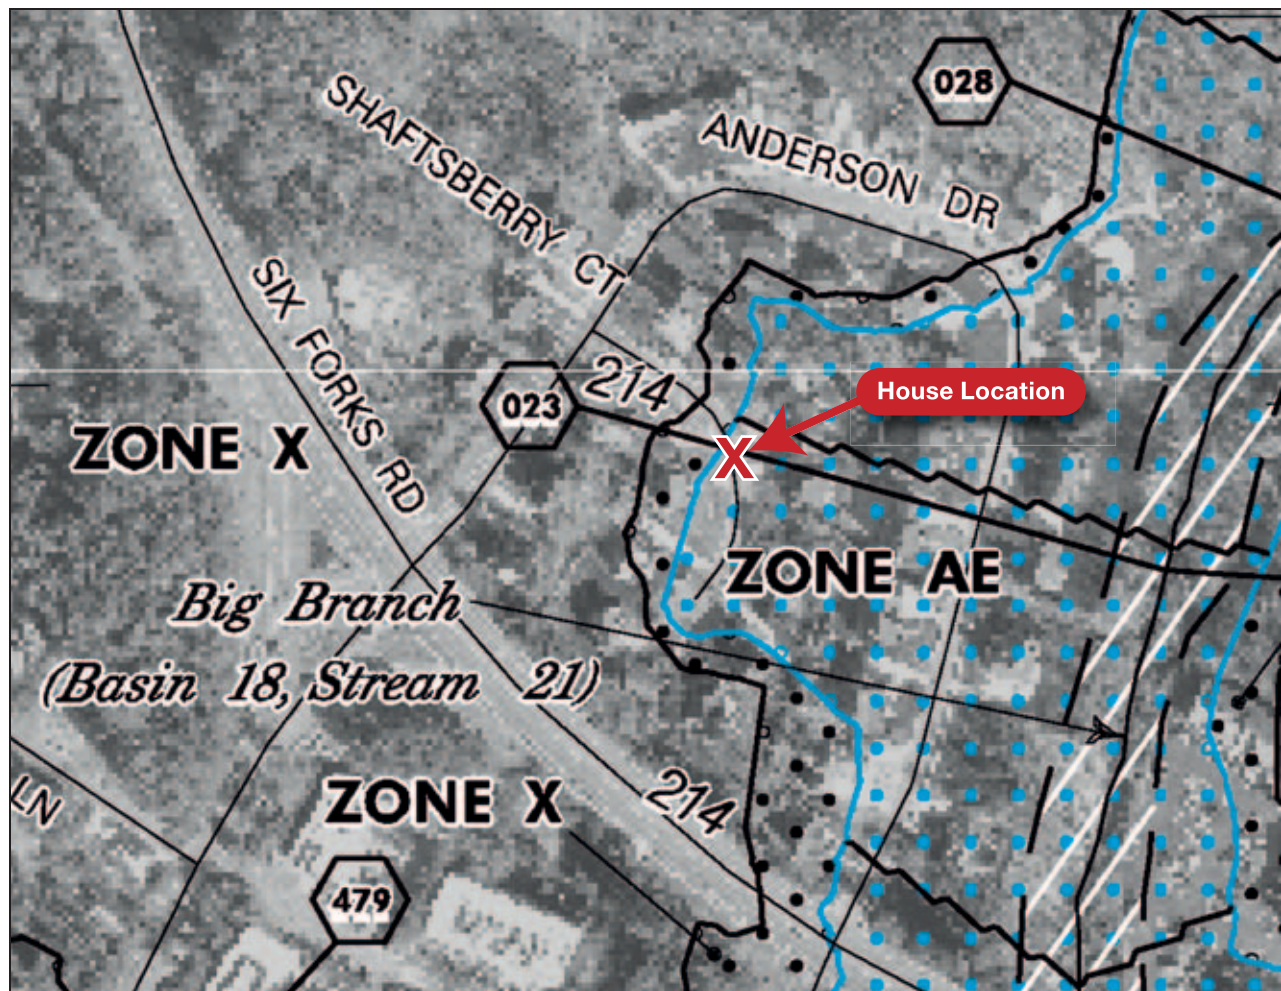 028
SHAFTSBERRY CT
ANDERSON DR
SIX FORKS RD
214
023
House Location
X
ZONE X
ZONE AE
Big Branch
(Basin 18, Stream 21)
ZONE X
214
LN
479